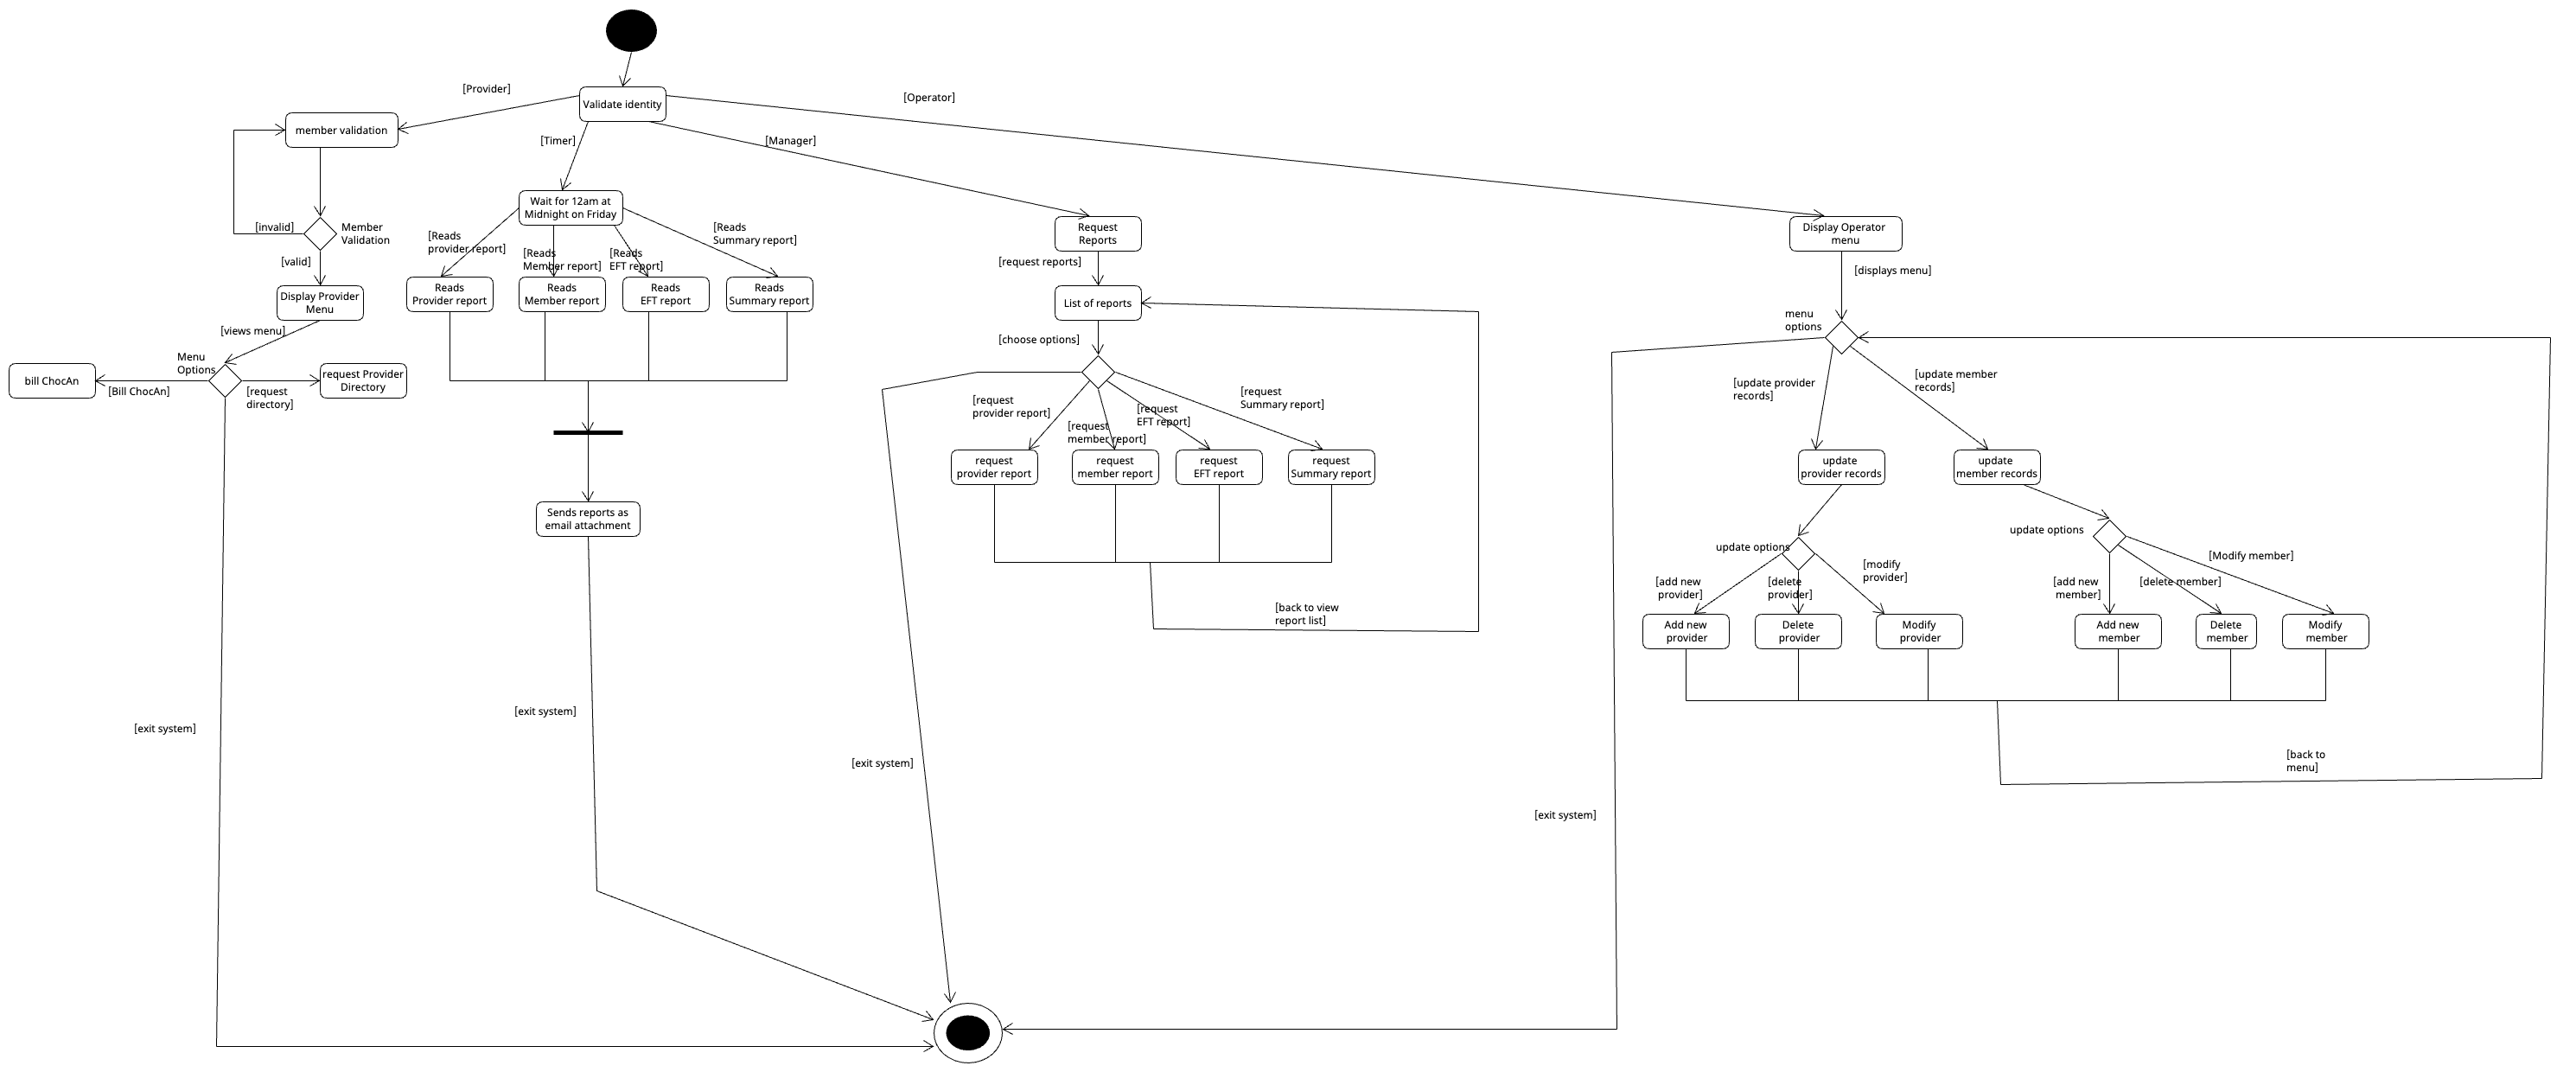 Validate identity
[Provider]
[Operator]
[Timer]
[Manager]
member validation
[invalid]
Member
Validation
[valid]
Display Provider
Menu
[views menu]
Menu
Options
bill ChocAn
[Bill ChocAn]
[request
directory]
request Provider
Directory
[exit system]
Wait for 12am at
Midnight on Friday
[Reads
provider report]
[Reads
Member report]
[Reads
EFT report]
[Reads
Summary report]
Reads
Provider report
Reads
Member report
Reads
EFT report
Reads
Summary report
Sends reports as
email attachment
[exit system]
Request
Reports
[request reports]
List of reports
[choose options]
[request
provider report]
[request
member report]
[request
EFT report]
[request
Summary report]
request
provider report
request
member report
request
EFT report
request
Summary report
[back to view
report list]
[exit system]
Display Operator
menu
[displays menu]
menu
options
[update provider
records]
[update member
records]
update
provider records
update
member records
update options
[add new
provider]
[delete
provider]
[modify
provider]
update options
[add new
member]
[delete member]
[Modify member]
Add new
provider
Delete
provider
Modify
provider
Add new
member
Delete
member
Modify
member
[back to
menu]
[exit system]